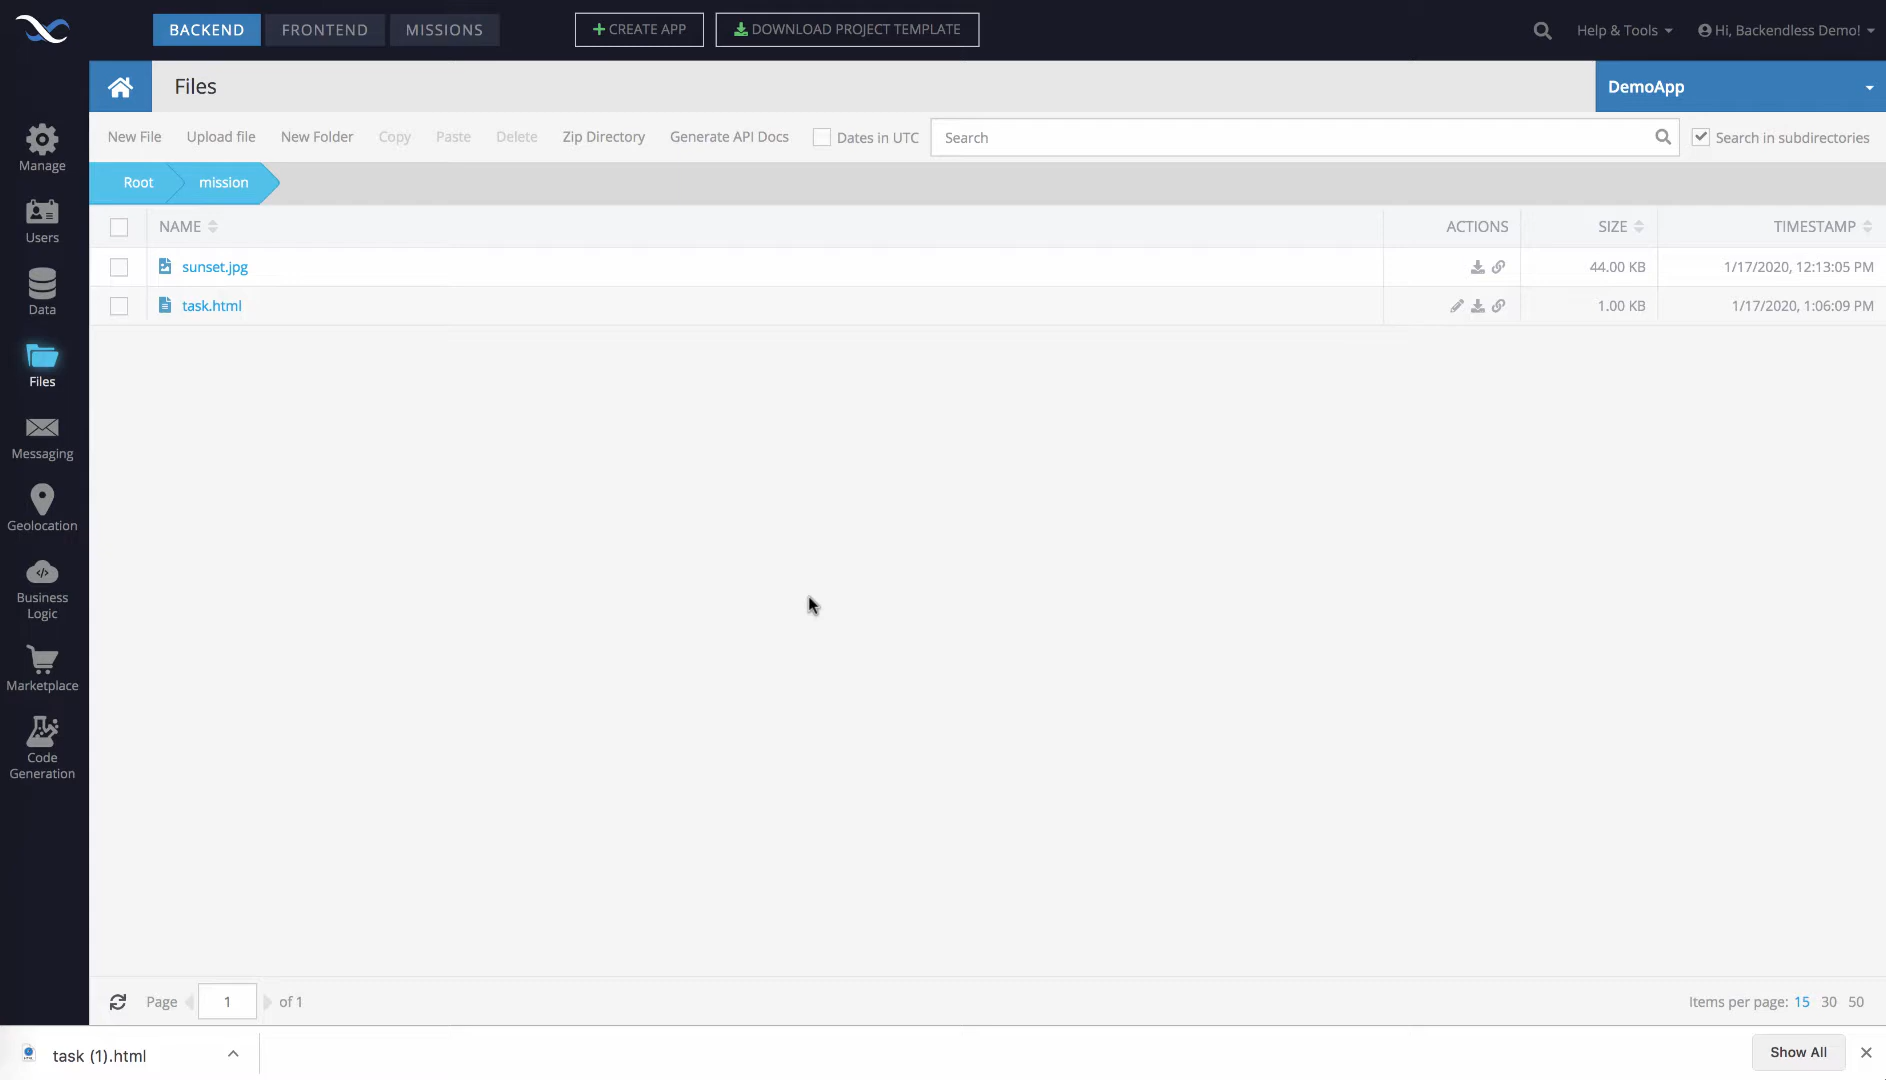 BACKEND FRONTEND MISSIONS + CREATE APP DOWNLOAD PROJECT TEMPLATE Help & Tools Hi, Backendless Demo!
Files DemoApp
New File Upload file New Folder Copy Paste Delete Zip Directory Generate API Docs Dates in UTC Search Search in subdirectories
Root mission
NAME ACTIONS SIZE TIMESTAMP
sunset.jpg 44.00 KB 1/17/2020, 12:13:05 PM
task.html 1.00 KB 1/17/2020, 1:06:09 PM
Manage
Users
Data
Files
Messaging
Geolocation
Business
Logic
Marketplace
Code
Generation
Page 1 of 1 Items per page: 15 30 50
task (1).html Show All